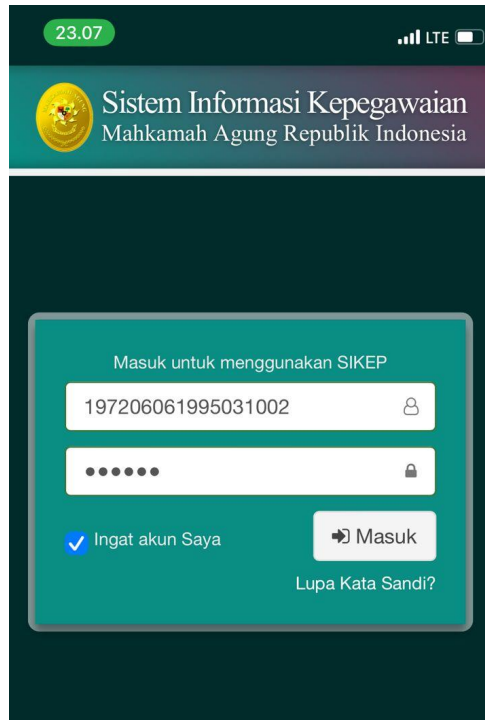 23.07
LTE
Sistem Informasi Kepegawaian
Mahkamah Agung Republik Indonesia
Masuk untuk menggunakan SIKEP
197206061995031002
••••••
Ingat akun Saya
Masuk
Lupa Kata Sandi?